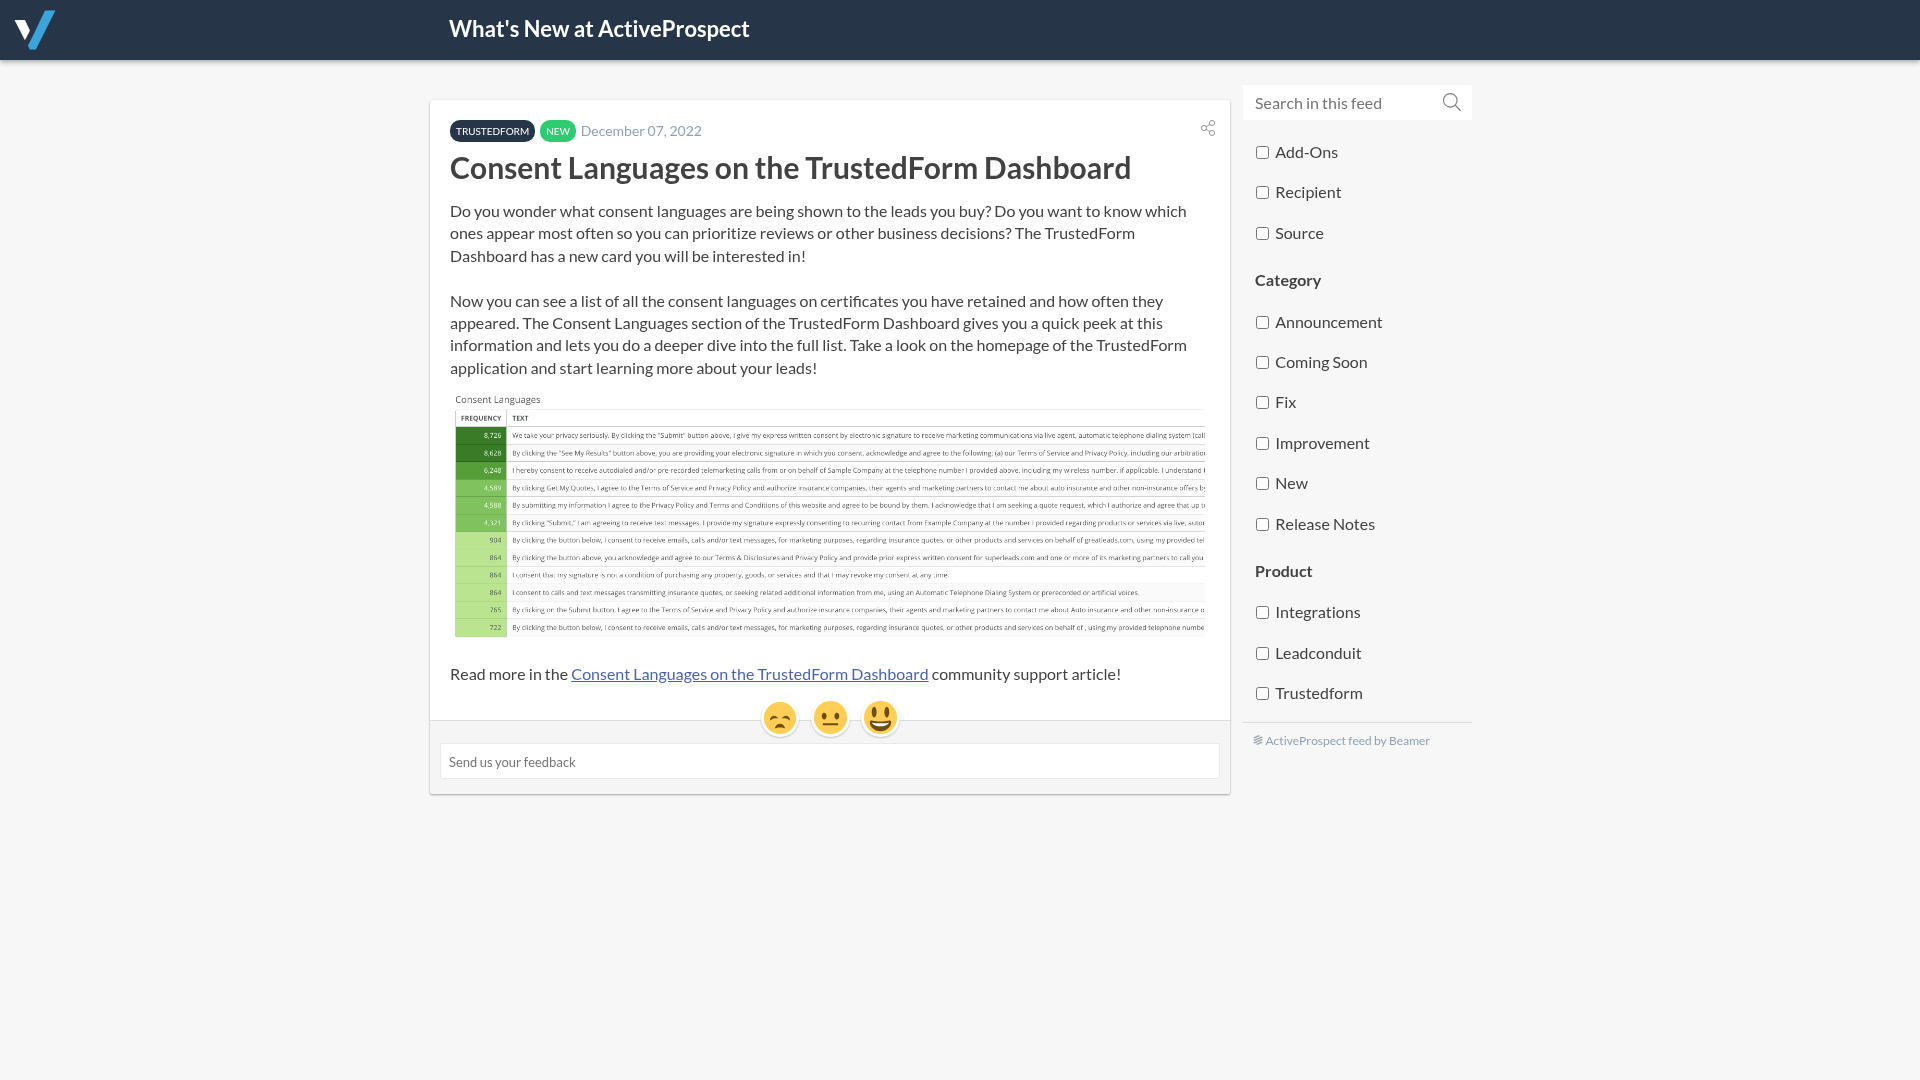 What's New at ActiveProspect
Search in this feed
TRUSTEDFORM NEW December 07, 2022
Consent Languages on the TrustedForm Dashboard
Do you wonder what consent languages are being shown to the leads you buy? Do you want to know which
ones appear most often so you can prioritize reviews or other business decisions? The TrustedForm
Dashboard has a new card you will be interested in!
Now you can see a list of all the consent languages on certificates you have retained and how often they
appeared. The Consent Languages section of the TrustedForm Dashboard gives you a quick peek at this
information and lets you do a deeper dive into the full list. Take a look on the homepage of the TrustedForm
application and start learning more about your leads!
Consent Languages
FREQUENCY TEXT
8,726 We take your privacy seriously. By clicking the "Submit" button above, I give my express written consent by electronic signature to receive marketing communications via live agent, automatic telephone dialing system (call
8,628 By clicking the "See My Results" button above, you are providing your electronic signature in which you consent, acknowledge and agree to the following: (a) our Terms of Service and Privacy Policy, including our arbitration
6,248 I hereby consent to receive autodialed and/or pre-recorded telemarketing calls from or on behalf of Sample Company at the telephone number I provided above, including my wireless number, if applicable. I understand
4,589 By clicking Get My Quotes, I agree to the Terms of Service and Privacy Policy and authorize insurance companies, their agents and marketing partners to contact me about auto insurance and other non-insurance offers by
4,588 By submitting my information I agree to the Privacy Policy and Terms and Conditions of this website and agree to be bound by them. I acknowledge that I am seeking a quote request, which I authorize and agree that up
4,321 By clicking "Submit," I am agreeing to receive text messages. I provide my signature expressly consenting to recurring contact from Example Company at the number I provided regarding products or services via live, autor
904 By clicking the button below, I consent to receive emails, calls and/or text messages, for marketing purposes, regarding insurance quotes, or other products and services on behalf of greatleads.com, using my provided tel
864 By clicking the button above, you acknowledge and agree to our Terms & Disclosures and Privacy Policy and provide prior express written consent for superleads.com and one or more of its marketing partners to call you
864 I consent that my signature is not a condition of purchasing any property, goods, or services and that I may revoke my consent at any time.
864 I consent to calls and text messages transmitting insurance quotes, or seeking related additional information from me, using an Automatic Telephone Dialing System or prerecorded or artificial voices.
765 By clicking on the Submit button, I agree to the Terms of Service and Privacy Policy and authorize insurance companies, their agents and marketing partners to contact me about Auto insurance and other non-insurance o
722 By clicking the button below, I consent to receive emails, calls and/or text messages, for marketing purposes, regarding insurance quotes, or other products and services on behalf of , using my provided telephone numbe
Read more in the Consent Languages on the TrustedForm Dashboard community support article!
Send us your feedback
Add-Ons
Recipient
Source
Category
Announcement
Coming Soon
Fix
Improvement
New
Release Notes
Product
Integrations
Leadconduit
Trustedform
ActiveProspect feed by Beamer